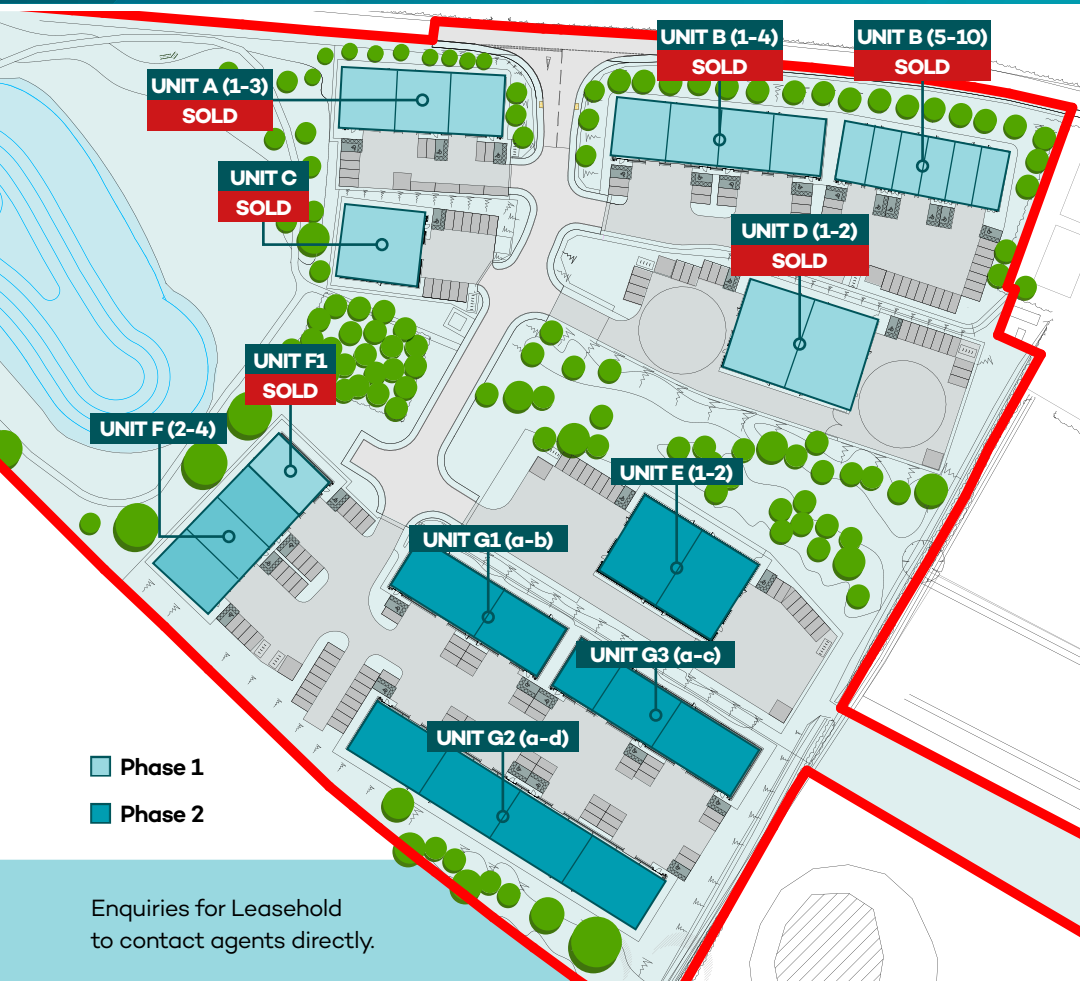 UNIT B (1-4)
SOLD
UNIT B (5-10)
SOLD
UNIT A (1-3)
SOLD
UNIT C
SOLD
UNIT D (1-2)
SOLD
UNIT F1
SOLD
UNIT F (2-4)
UNIT E (1-2)
UNIT G1 (a-b)
UNIT G3 (a-c)
UNIT G2 (a-d)
Phase 1
Phase 2
Enquiries for Leasehold
to contact agents directly.